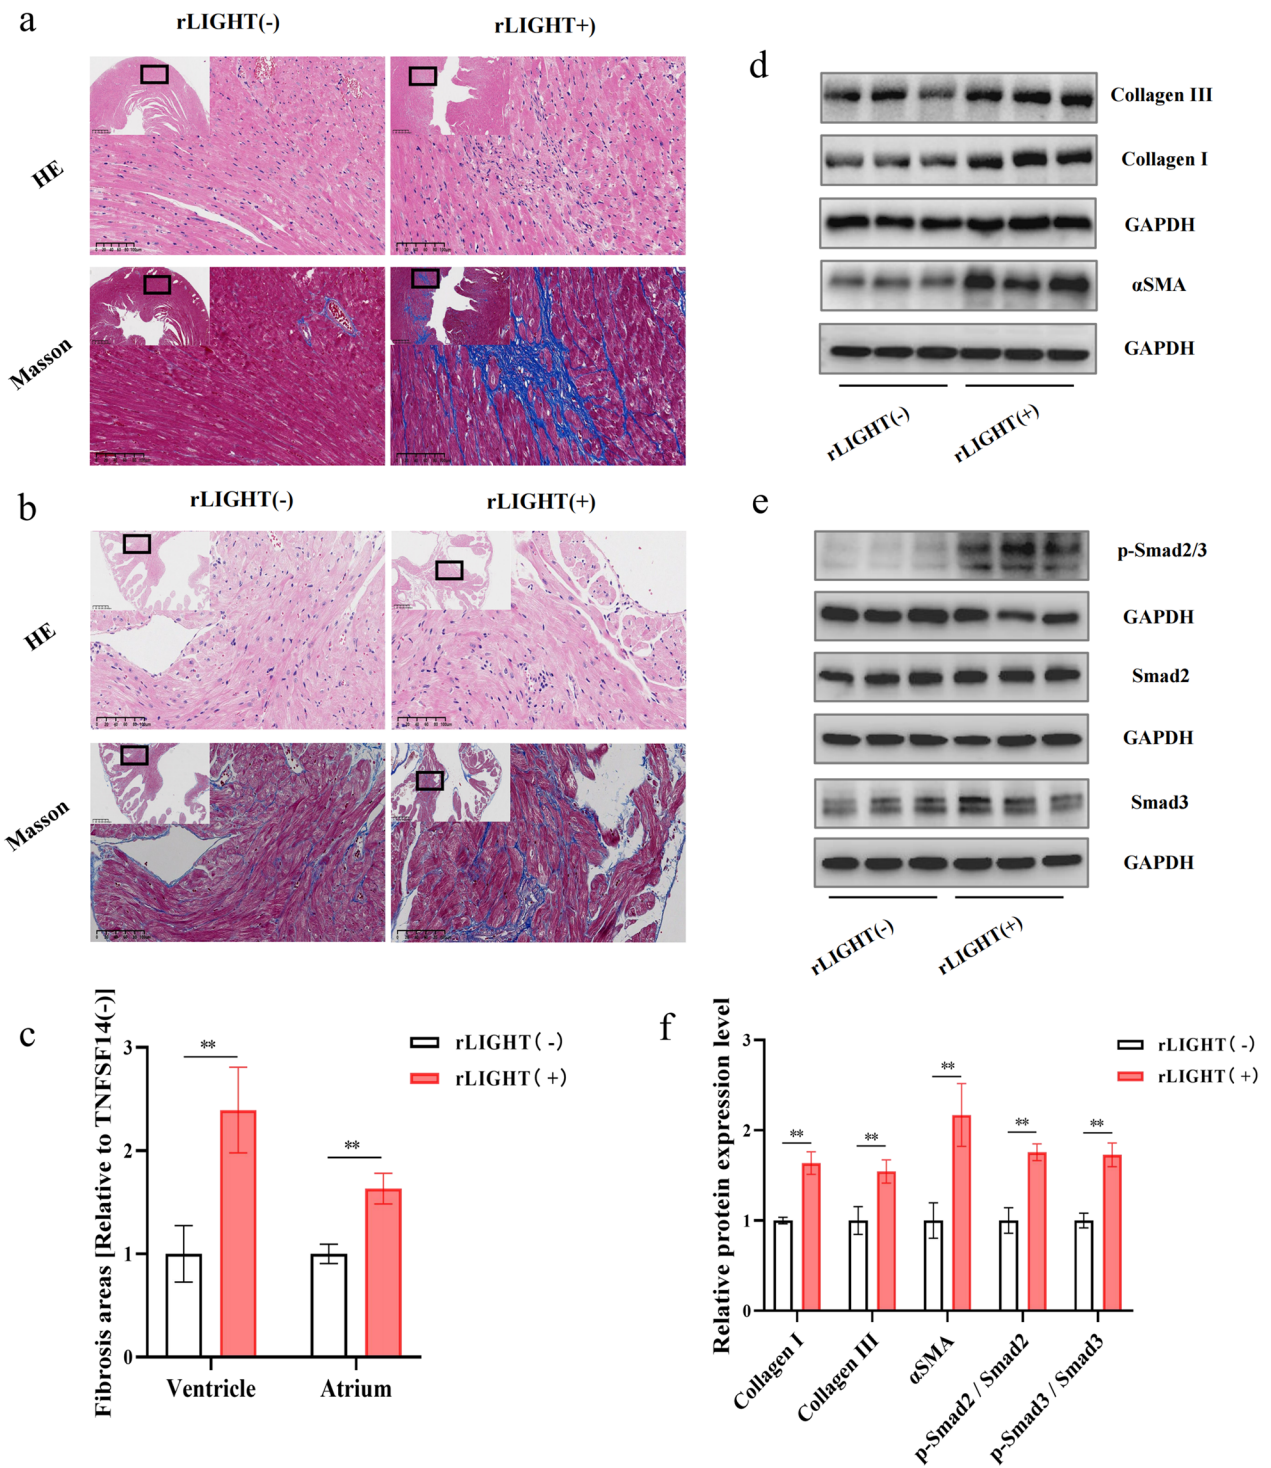 a
rLIGHT(-)
rLIGHT+)
HE
Masson
b
rLIGHT(-)
rLIGHT(+)
HE
Masson
c
Fibrosis areas [Relative to TNFSF14(-)]
3
2
1
0
**
**
Ventricle
Atrium
rLIGHT( - )
rLIGHT( + )
d
Collagen III
Collagen I
GAPDH
αSMA
GAPDH
rLIGHT(-)
rLIGHT(+)
e
p-Smad2/3
GAPDH
Smad2
GAPDH
Smad3
GAPDH
rLIGHT(-)
rLIGHT(+)
f
Relative protein expression level
3
2
1
0
**
**
**
**
**
Collagen I
Collagen III
αSMA
p-Smad2 / Smad2
p-Smad3 / Smad3
rLIGHT( - )
rLIGHT( + )